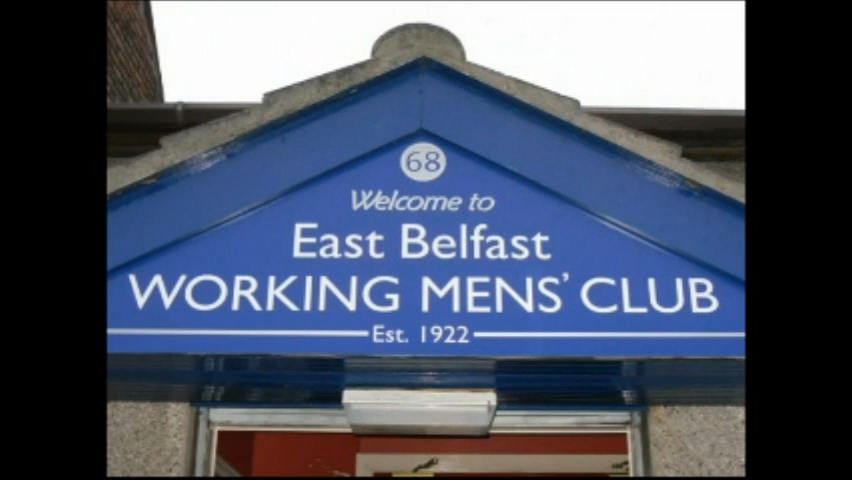 68
Welcome to
East Belfast
WORKING MENS' CLUB
Est. 1922